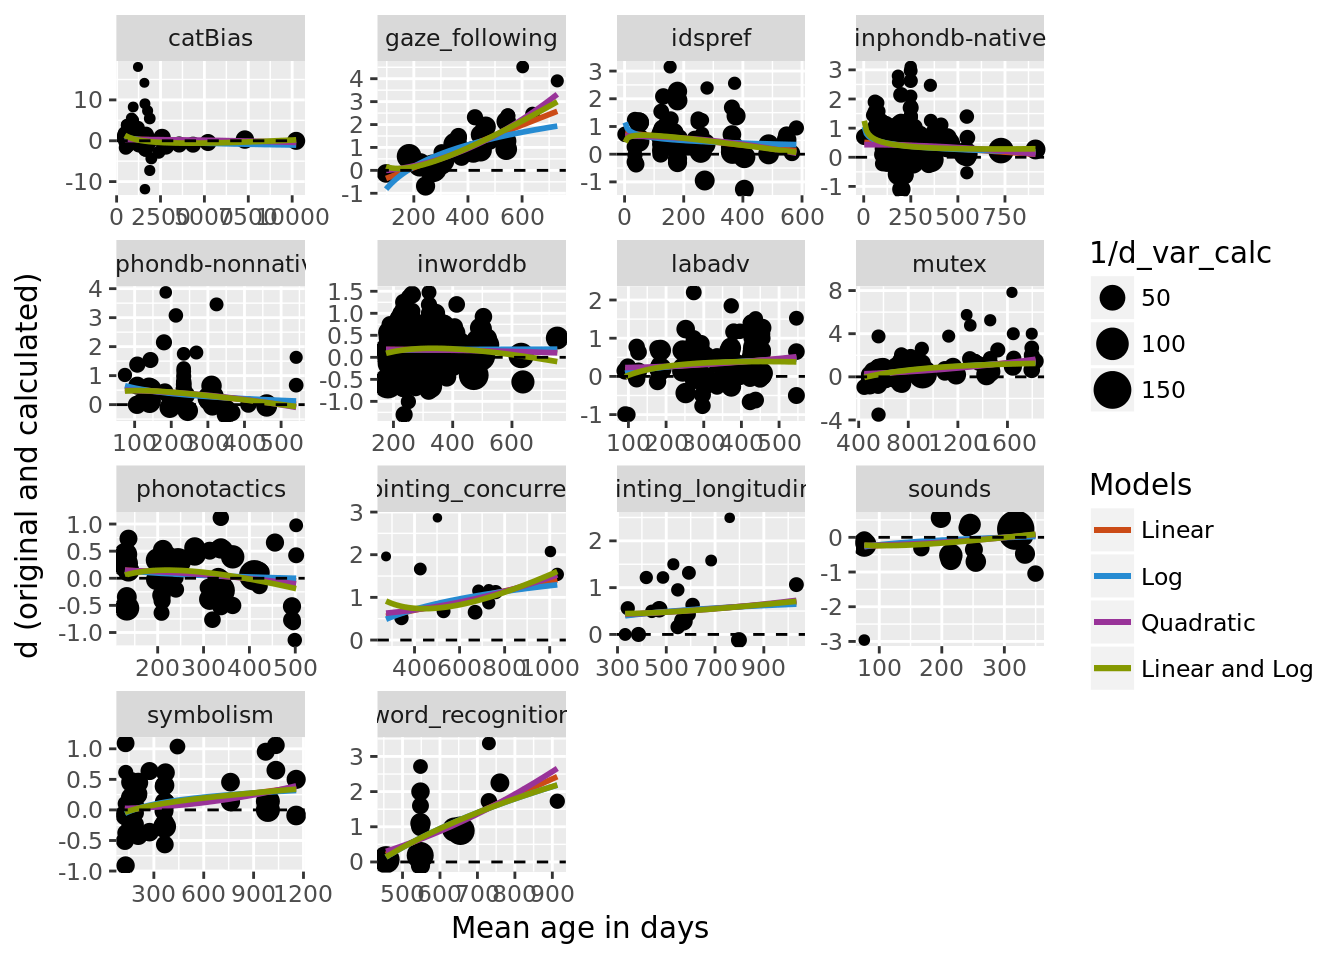 catBias
gaze_following
idspref
inphondb-native
10
0
-10
0 2500 5000 7500 10000
4
3
2
1
0
-1
200 400 600
3
2
1
0
-1
0 200 400 600
3
2
1
0
-1
0 250 500 750
phondb-nonnativ
inworddb
labadv
mutex
4
3
2
1
0
100 200 300 400 500
1.5
1.0
0.5
0.0
-0.5
-1.0
200 400 600
2
1
0
-1
100 200 300 400 500
8
4
0
-4
400 800 1200 1600
phonotactics
ointing_concurre
inting_longitudin
sounds
1.0
0.5
0.0
-0.5
-1.0
200 300 400 500
3
2
1
0
400 600 800 1000
2
1
0
300 500 700 900
0
-1
-2
-3
100 200 300
symbolism
word_recognition
1.0
0.5
0.0
-0.5
-1.0
300 600 900 1200
3
2
1
0
500 600 700 800 900
d (original and calculated)
Mean age in days
1/d_var_calc
50
100
150
Models
Linear
Log
Quadratic
Linear and Log